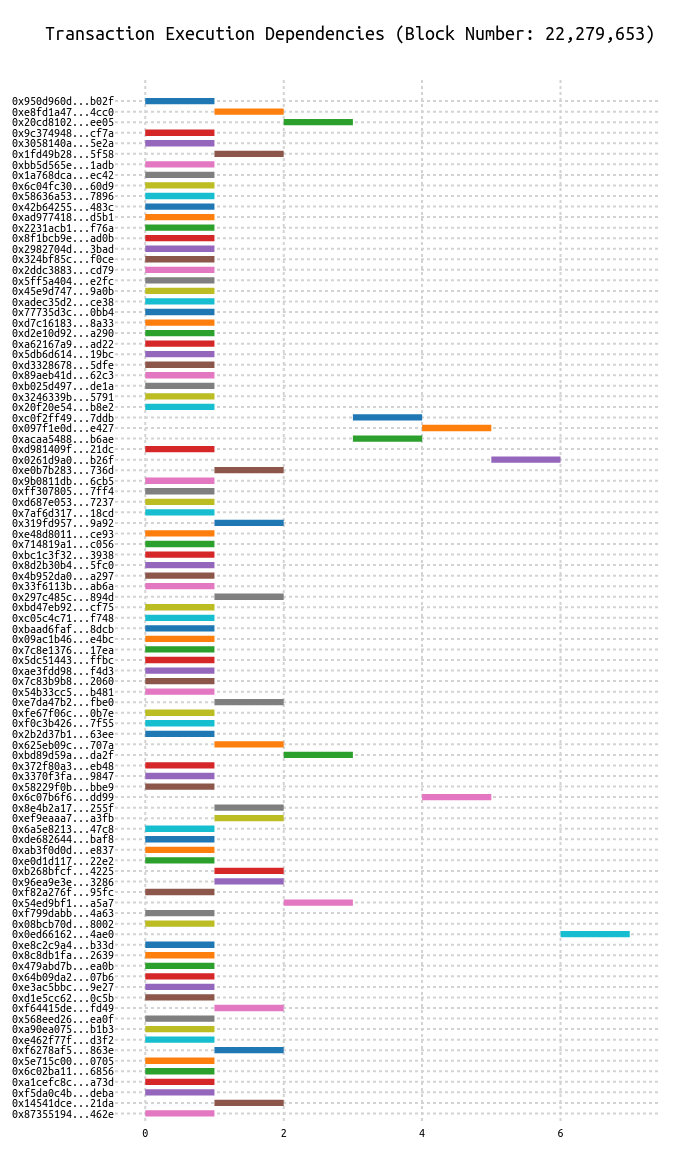 Transaction Execution Dependencies (Block Number: 22,279,653)
0x950d960d...b02f
0xe8fd1a47...4cc0
0x20cd8102...ee05
0x9c374948...cf7a
0x3058140a...5e2a
0x1fd49b28...5f58
0xbb5d565e...1adb
0x1a768dca...ec42
0x6c04fc30...60d9
0x58636a53...7896
0x42b64255...483c
0xad977418...d5b1
0x2231acb1...f76a
0x8f1bcb9e...ad0b
0x2982704d...3bad
0x324bf85c...f0ce
0x2ddc3883...cd79
0x5ff5a404...e2fc
0x45e9d747...9a0b
0xadec35d2...ce38
0x77735d3c...0bb4
0xd7c16183...8a33
0xd2e10d92...a290
0xa62167a9...ad22
0x5db6d614...19bc
0xd3328678...5dfe
0x89aeb41d...62c3
0xb025d497...de1a
0x3246339b...5791
0x20f20e54...b8e2
0xc0f2ff49...7ddb
0x097f1e0d...e427
0xacaa5488...b6ae
0xd981409f...21dc
0x0261d9a0...b26f
0xe0b7b283...736d
0x9b0811db...6cb5
0xff307805...7ff4
0xd687e053...7237
0x7af6d317...18cd
0x319fd957...9a92
0xe48d8011...ce93
0x714819a1...c056
0xbc1c3f32...3938
0x8d2b30b4...5fc0
0x4b952da0...a297
0x33f6113b...ab6a
0x297c485c...894d
0xbd47eb92...cf75
0xc05c4c71...f748
0xbaad6faf...8dcb
0x09ac1b46...e4bc
0x7c8e1376...17ea
0x5dc51443...ffbc
0xae3fdd98...f4d3
0x7c83b9b8...2060
0x54b33cc5...b481
0xe7da47b2...fbe0
0xfe67f06c...0b7e
0xf0c3b426...7f55
0x2b2d37b1...63ee
0x625eb09c...707a
0xbd89d59a...da2f
0x372f80a3...eb48
0x3370f3fa...9847
0x58229f0b...bbe9
0x6c07b6f6...dd99
0x8e4b2a17...255f
0xef9eaaa7...a3fb
0x6a5e8213...47c8
0xde682644...baf8
0xab3f0d0d...e837
0xe0d1d117...22e2
0xb268bfcf...4225
0x96ea9e3e...3286
0xf82a276f...95fc
0x54ed9bf1...a5a7
0xf799dabb...4a63
0x08bcb70d...8002
0x0ed66162...4ae0
0xe8c2c9a4...b33d
0x8c8db1fa...2639
0x479abd7b...ea0b
0x64b09da2...07b6
0xe3ac5bbc...9e27
0xd1e5cc62...0c5b
0xf64415de...fd49
0x568eed26...ea0f
0xa90ea075...b1b3
0xe462f77f...d3f2
0xf6278af5...863e
0x5e715c00...0705
0x6c02ba11...6856
0xa1cefc8c...a73d
0xf5da0c4b...deba
0x14541dce...21da
0x87355194...462e
0 2 4 6